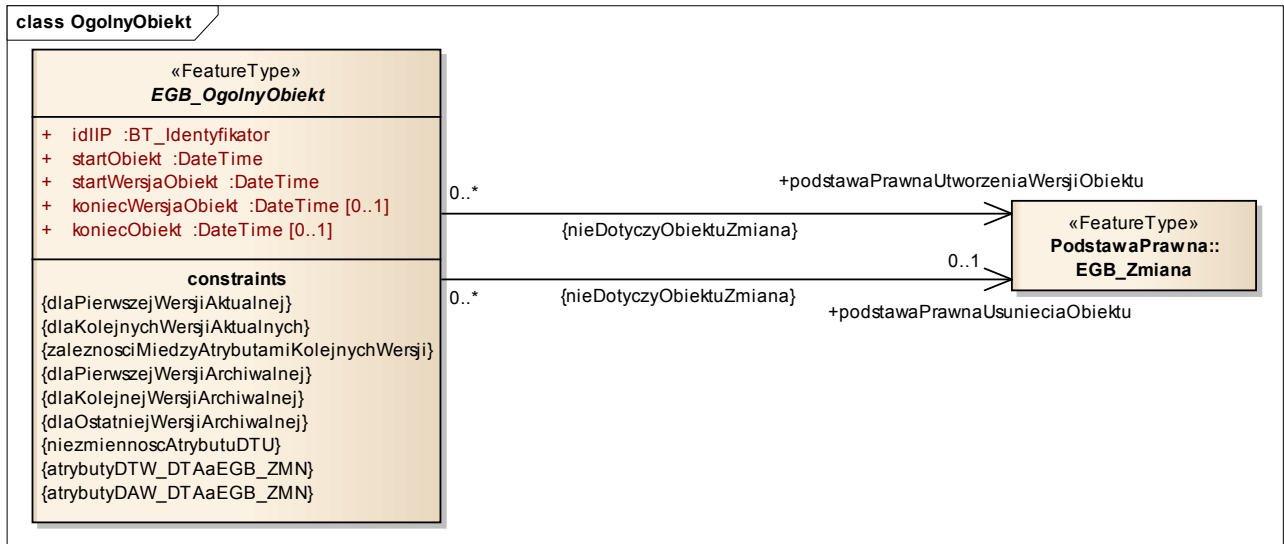 class OgolnyObiekt
«FeatureType»
EGB_OgolnyObiekt
+ idIIP :BT_Identyfikator
+ startObiekt :DateTime
+ startWersjaObiekt :DateTime
+ koniecWersjaObiekt :DateTime [0..1]
+ koniecObiekt :DateTime [0..1]
constraints
{dlaPierwszejWersjiAktualnej}
{dlaKolejnychWersjiAktualnych}
{zaleznosciMiedzyAtrybutamiKolejnychWersji}
{dlaPierwszejWersjiArchiwalnej}
{dlaKolejnejWersjiArchiwalnej}
{dlaOstatniejWersjiArchiwalnej}
{niezmiennoscAtrybutuDTU}
{atrybutyDTW_DTAaEGB_ZMN}
{atrybutyDAW_DTAaEGB_ZMN}
0..*
+podstawaPrawnaUtworzeniaWersjiObiektu
{nieDotyczyObiektuZmiana}
0..1
0..*
{nieDotyczyObiektuZmiana}
+podstawaPrawnaUsunieciaObiektu
«FeatureType»
PodstawaPrawna::
EGB_Zmiana